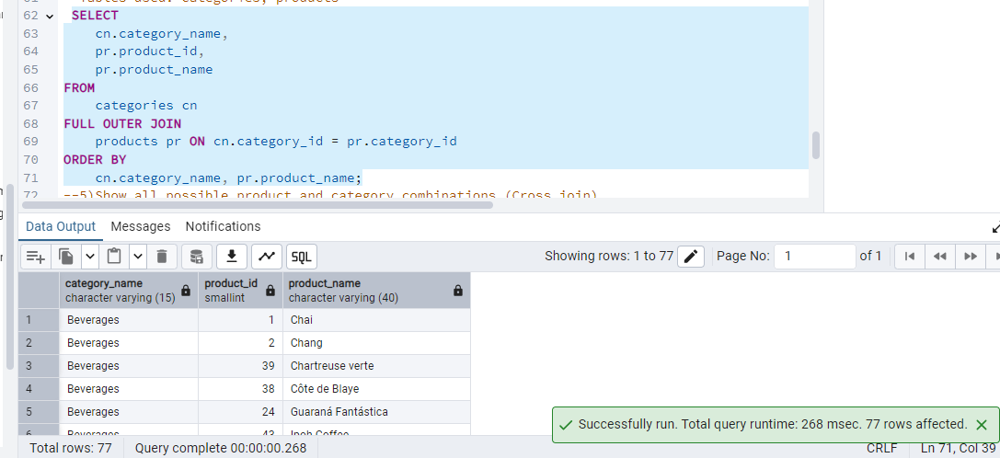 62 SELECT
63 cn.category_name,
64 pr.product_id,
65 pr.product_name
66 FROM
67 categories cn
68 FULL OUTER JOIN
69 products pr ON cn.category_id = pr.category_id
70 ORDER BY
71 cn.category_name, pr.product_name;
72 --5)Show all possible product and category combinations (Cross join)
Data Output Messages Notifications
SQL Showing rows: 1 to 77 Page No: 1 of 1
category_name product_id product_name
character varying (15) smallint character varying (40)
1 Beverages 1 Chai
2 Beverages 2 Chang
3 Beverages 39 Chartreuse verte
4 Beverages 38 Côte de Blaye
5 Beverages 24 Guaraná Fantástica
6 Beverages 43 Ipoh Coffee
Successfully run. Total query runtime: 268 msec. 77 rows affected.
Total rows: 77 Query complete 00:00:00.268 CRLF Ln 71, Col 39